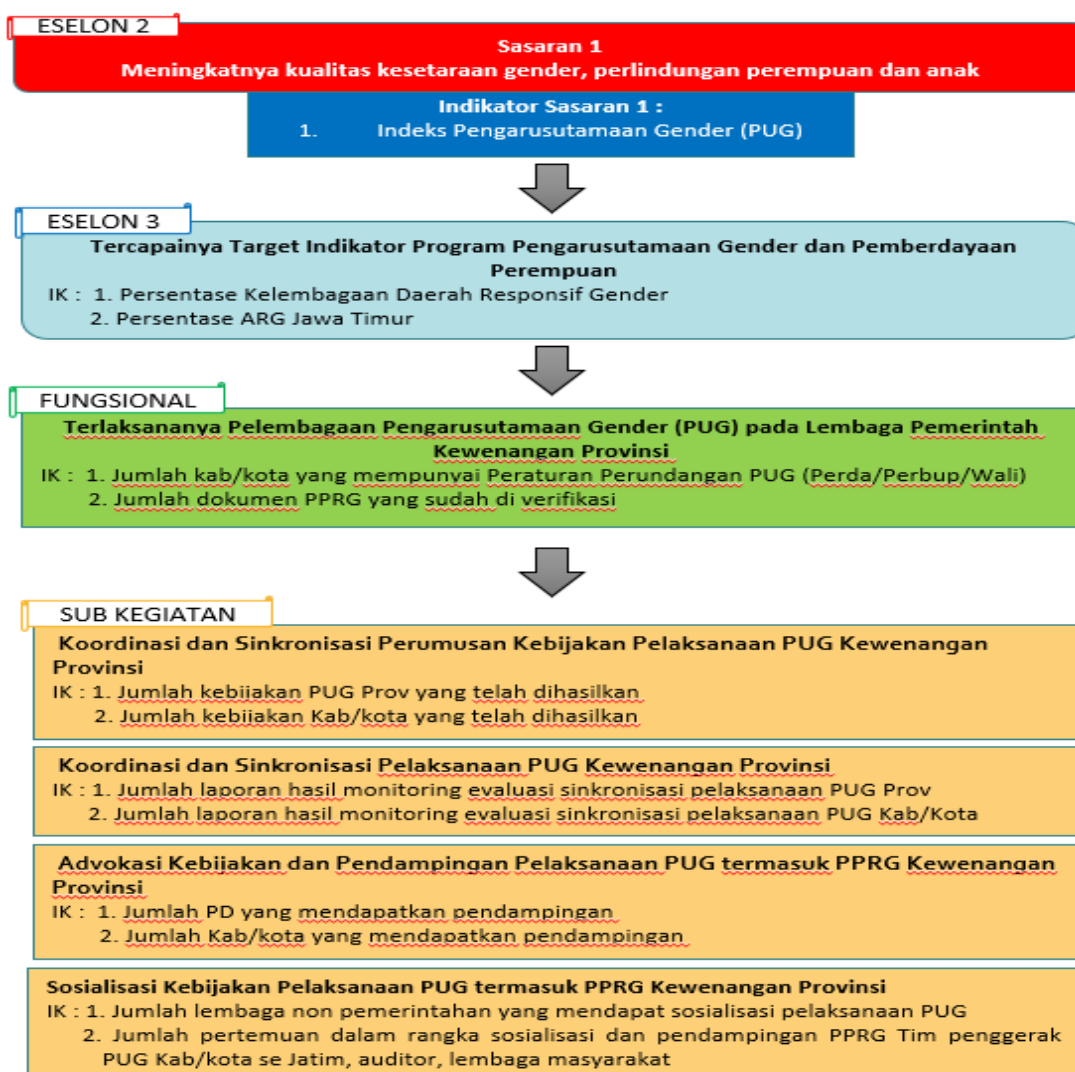 ESELON 2
Sasaran 1
Meningkatnya kualitas kesetaraan gender, perlindungan perempuan dan anak
Indikator Sasaran 1 :
1. Indeks Pengarusutamaan Gender (PUG)
ESELON 3
Tercapainya Target Indikator Program Pengarusutamaan Gender dan Pemberdayaan
Perempuan
IK : 1. Persentase Kelembagaan Daerah Responsif Gender
2. Persentase ARG Jawa Timur
FUNGSIONAL
Terlaksananya Pelembagaan Pengarusutamaan Gender (PUG) pada Lembaga Pemerintah
Kewenangan Provinsi
IK : 1. Jumlah kab/kota yang mempunyai Peraturan Perundangan PUG (Perda/Perbup/Wali)
2. Jumlah dokumen PPRG yang sudah di verifikasi
SUB KEGIATAN
Koordinasi dan Sinkronisasi Perumusan Kebijakan Pelaksanaan PUG Kewenangan
Provinsi
IK : 1. Jumlah kebijakan PUG Prov yang telah dihasilkan
2. Jumlah kebijakan Kab/kota yang telah dihasilkan
Koordinasi dan Sinkronisasi Pelaksanaan PUG Kewenangan Provinsi
IK : 1. Jumlah laporan hasil monitoring evaluasi sinkronisasi pelaksanaan PUG Prov
2. Jumlah laporan hasil monitoring evaluasi sinkronisasi pelaksanaan PUG Kab/Kota
Advokasi Kebijakan dan Pendampingan Pelaksanaan PUG termasuk PPRG Kewenangan
Provinsi
IK : 1. Jumlah PD yang mendapatkan pendampingan
2. Jumlah Kab/kota yang mendapatkan pendampingan
Sosialisasi Kebijakan Pelaksanaan PUG termasuk PPRG Kewenangan Provinsi
IK : 1. Jumlah lembaga non pemerintahan yang mendapat sosialisasi pelaksanaan PUG
2. Jumlah pertemuan dalam rangka sosialisasi dan pendampingan PPRG Tim penggerak
PUG Kab/kota se Jatim, auditor, lembaga masyarakat